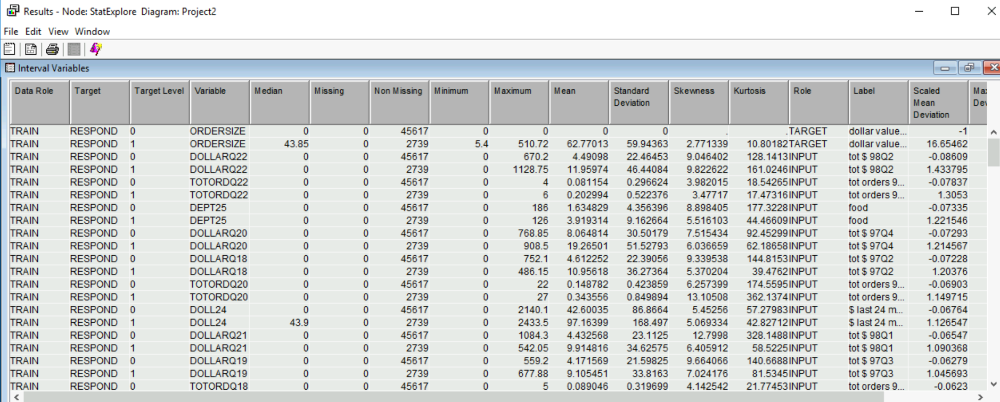 Results - Node: StatExplore Diagram: Project2
File Edit View Window
Interval Variables
Data Role Target Target Level Variable Median Missing Non Missing Minimum Maximum Mean Standard Deviation Skewness Kurtosis Role Label Scaled Mean Deviation Max Dev
TRAIN RESPOND 0 ORDERSIZE 0 0 45617 0 0 0 0 . . TARGET dollar value... -1
TRAIN RESPOND 1 ORDERSIZE 43.85 0 2739 5.4 510.72 62.77013 59.94363 2.771339 10.80182 TARGET dollar value... 16.65462
TRAIN RESPOND 0 DOLLARQ22 0 0 45617 0 670.2 4.49098 22.46453 9.046402 128.1413 INPUT tot $ 98Q2 -0.08609
TRAIN RESPOND 1 DOLLARQ22 0 0 2739 0 1128.75 11.95974 46.44084 9.822622 161.0246 INPUT tot $ 98Q2 1.433795
TRAIN RESPOND 0 TOTORDQ22 0 0 45617 0 4 0.081154 0.296624 3.982015 18.54265 INPUT tot orders 9... -0.07837
TRAIN RESPOND 1 TOTORDQ22 0 0 2739 0 6 0.202994 0.522376 3.47717 17.47316 INPUT tot orders 9... 1.3053
TRAIN RESPOND 0 DEPT25 0 0 45617 0 186 1.634829 4.356396 8.898405 177.3228 INPUT food -0.07335
TRAIN RESPOND 1 DEPT25 0 0 2739 0 126 3.919314 9.162664 5.516103 44.46609 INPUT food 1.221546
TRAIN RESPOND 0 DOLLARQ20 0 0 45617 0 768.85 8.064814 30.50179 7.515434 92.45299 INPUT tot $ 97Q4 -0.07293
TRAIN RESPOND 1 DOLLARQ20 0 0 2739 0 908.5 19.26501 51.52793 6.036659 62.18658 INPUT tot $ 97Q4 1.214567
TRAIN RESPOND 0 DOLLARQ18 0 0 45617 0 752.1 4.612252 22.39056 9.339538 144.8153 INPUT tot $ 97Q2 -0.07228
TRAIN RESPOND 1 DOLLARQ18 0 0 2739 0 486.15 10.95618 36.27364 5.370204 39.4762 INPUT tot $ 97Q2 1.20376
TRAIN RESPOND 0 TOTORDQ20 0 0 45617 0 22 0.148782 0.423859 6.257399 174.5595 INPUT tot orders 9... -0.06903
TRAIN RESPOND 1 TOTORDQ20 0 0 2739 0 27 0.343556 0.849894 13.10508 362.1374 INPUT tot orders 9... 1.149715
TRAIN RESPOND 0 DOLL24 0 0 45617 0 2140.1 42.60035 86.8664 5.45256 57.27983 INPUT $ last 24 m... -0.06764
TRAIN RESPOND 1 DOLL24 43.9 0 2739 0 2433.5 97.16399 168.497 5.069334 42.82712 INPUT $ last 24 m... 1.126547
TRAIN RESPOND 0 DOLLARQ21 0 0 45617 0 1084.3 4.432568 23.1125 12.7998 328.1488 INPUT tot $ 98Q1 -0.06547
TRAIN RESPOND 1 DOLLARQ21 0 0 2739 0 542.05 9.914816 34.62575 6.405912 58.5225 INPUT tot $ 98Q1 1.090368
TRAIN RESPOND 0 DOLLARQ19 0 0 45617 0 559.2 4.171569 21.59825 9.664066 140.6688 INPUT tot $ 97Q3 -0.06279
TRAIN RESPOND 1 DOLLARQ19 0 0 2739 0 677.88 9.105451 33.8163 7.024176 81.5345 INPUT tot $ 97Q3 1.045693
TRAIN RESPOND 0 TOTORDQ18 0 0 45617 0 5 0.089046 0.319699 4.142542 21.77453 INPUT tot orders 9... -0.0623